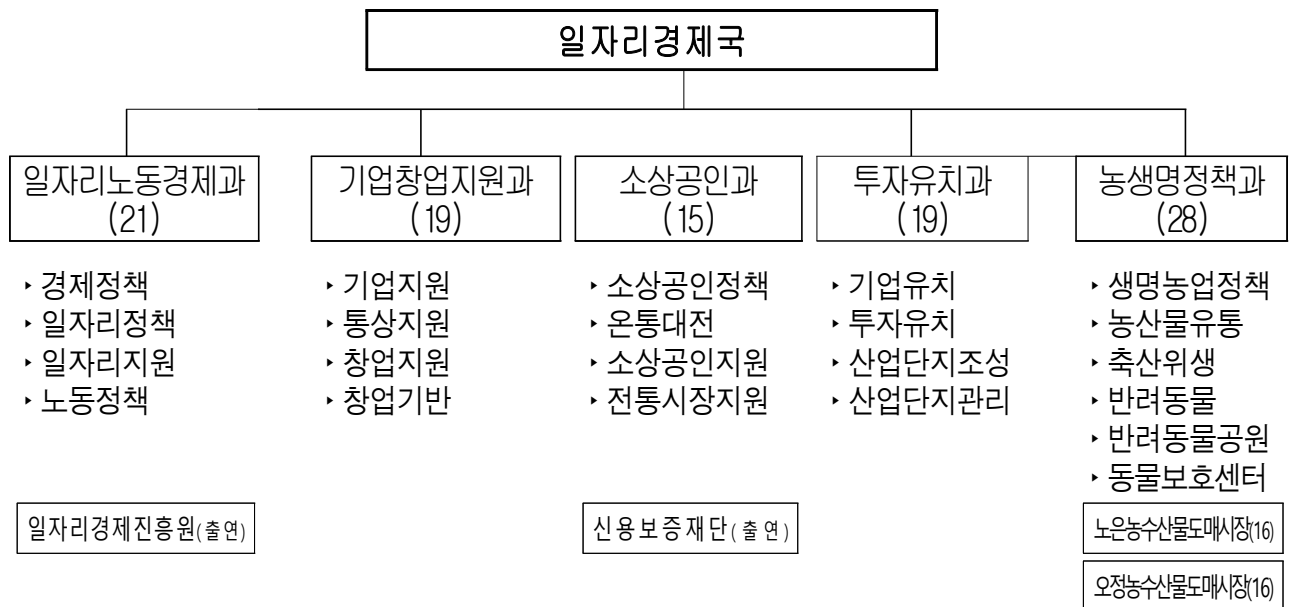 일자리경제국
일자리노동경제과
(21)
기업창업지원과
(19)
소상공인과
(15)
투자유치과
(19)
농생명정책과
(28)
‣ 경제정책
‣ 일자리정책
‣ 일자리지원
‣ 노동정책
‣ 기업지원
‣ 통상지원
‣ 창업지원
‣ 창업기반
‣ 소상공인정책
‣ 온통대전
‣ 소상공인지원
‣ 전통시장지원
‣ 기업유치
‣ 투자유치
‣ 산업단지조성
‣ 산업단지관리
‣ 생명농업정책
‣ 농산물유통
‣ 축산위생
‣ 반려동물
‣ 반려동물공원
‣ 동물보호센터
일자리경제진흥원(출연)
신용보증재단(출연)
노은농수산물도매시장(16)
오정농수산물도매시장(16)